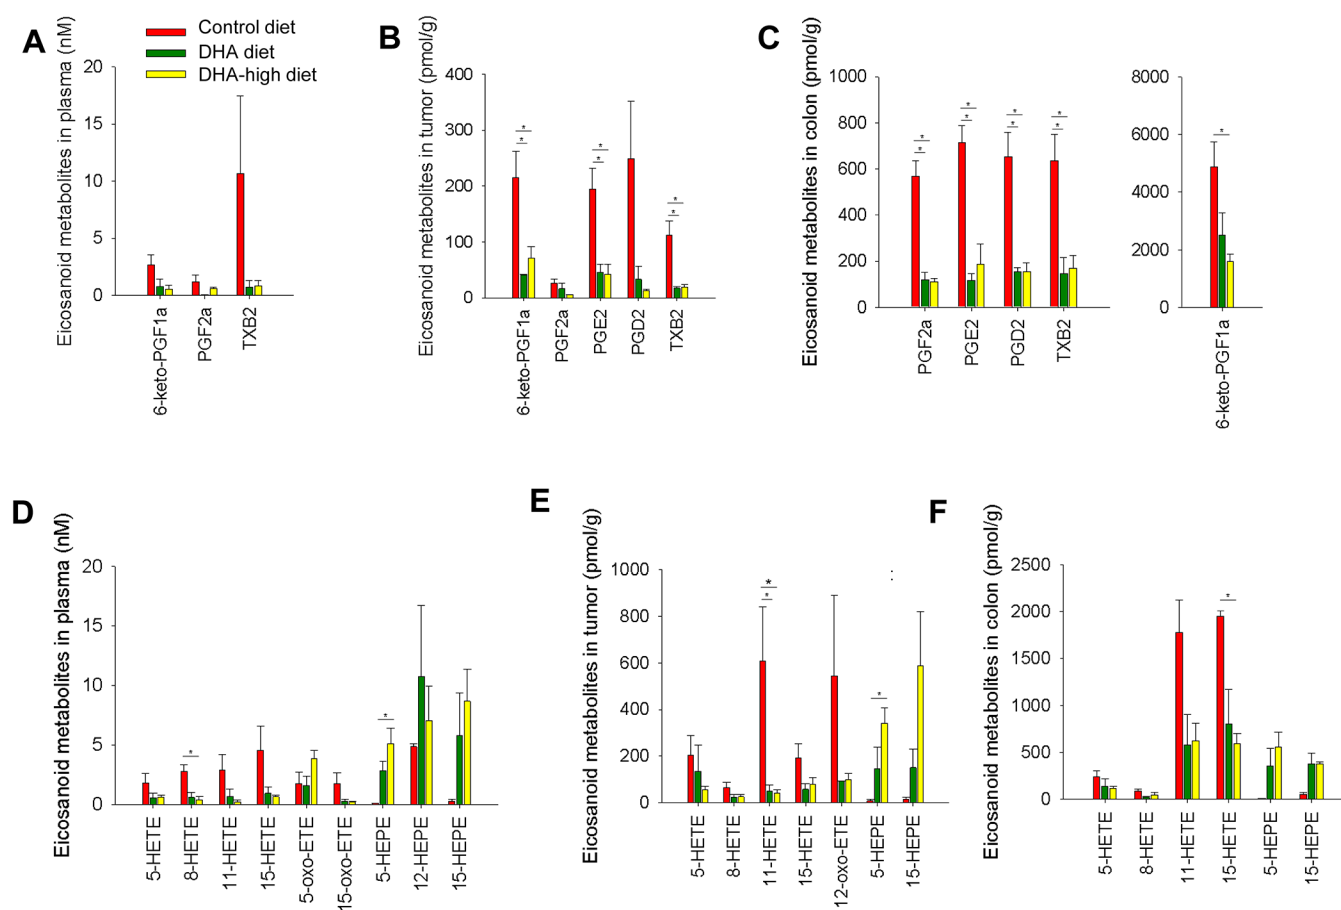 A
Eicosanoid metabolites in plasma (nM)
Control diet
DHA diet
DHA-high diet
20
15
10
5
0
6-keto-PGF1a
PGF2a
TXB2
B
Eicosanoid metabolites in tumor (pmol/g)
400
300
200
100
0
* * * * * *
6-keto-PGF1a
PGF2a
PGE2
PGD2
TXB2
C
Eicosanoid metabolites in colon (pmol/g)
1000
800
600
400
200
0
* * * * * * * *
PGF2a
PGE2
PGD2
TXB2
8000
6000
4000
2000
0
*
6-keto-PGF1a
D
Eicosanoid metabolites in plasma (nM)
20
15
10
5
0
* *
5-HETE
8-HETE
11-HETE
15-HETE
5-oxo-ETE
15-oxo-ETE
5-HEPE
12-HEPE
15-HEPE
E
Eicosanoid metabolites in tumor (pmol/g)
1000
800
600
400
200
0
* * *
:
5-HETE
8-HETE
11-HETE
15-HETE
12-oxo-ETE
5-HEPE
15-HEPE
F
Eicosanoid metabolites in colon (pmol/g)
2500
2000
1500
1000
500
0
*
5-HETE
8-HETE
11-HETE
15-HETE
5-HEPE
15-HEPE